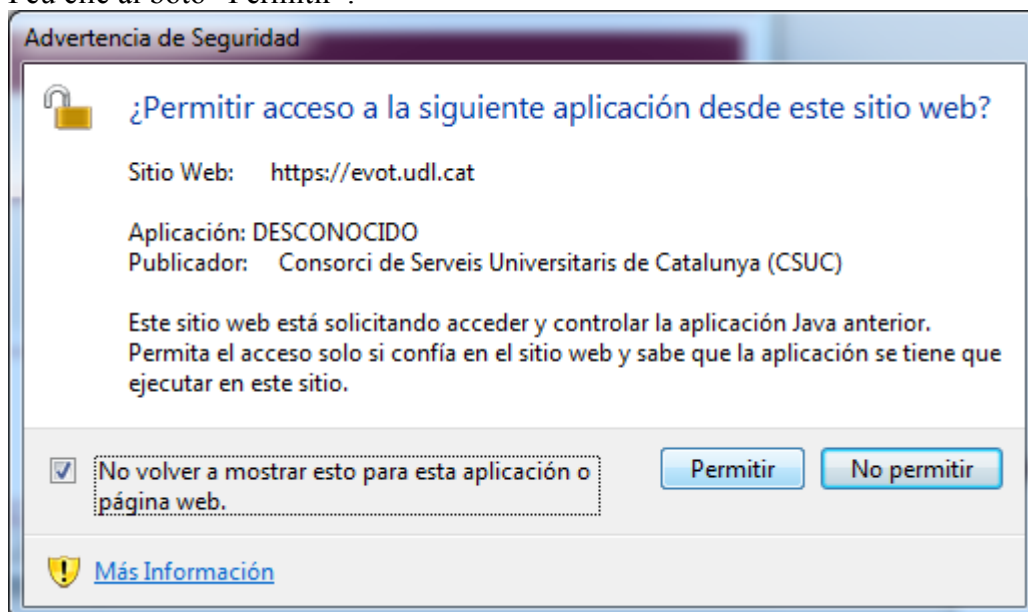 Advertencia de Seguridad
¿Permitir acceso a la siguiente aplicación desde este sitio web?
Sitio Web: https://evot.udl.cat
Aplicación: DESCONOCIDO
Publicador: Consorci de Serveis Universitaris de Catalunya (CSUC)
Este sitio web está solicitando acceder y controlar la aplicación Java anterior.
Permita el acceso solo si confía en el sitio web y sabe que la aplicación se tiene que
ejecutar en este sitio.
No volver a mostrar esto para esta aplicación o
página web.
Permitir No permitir
Más Información